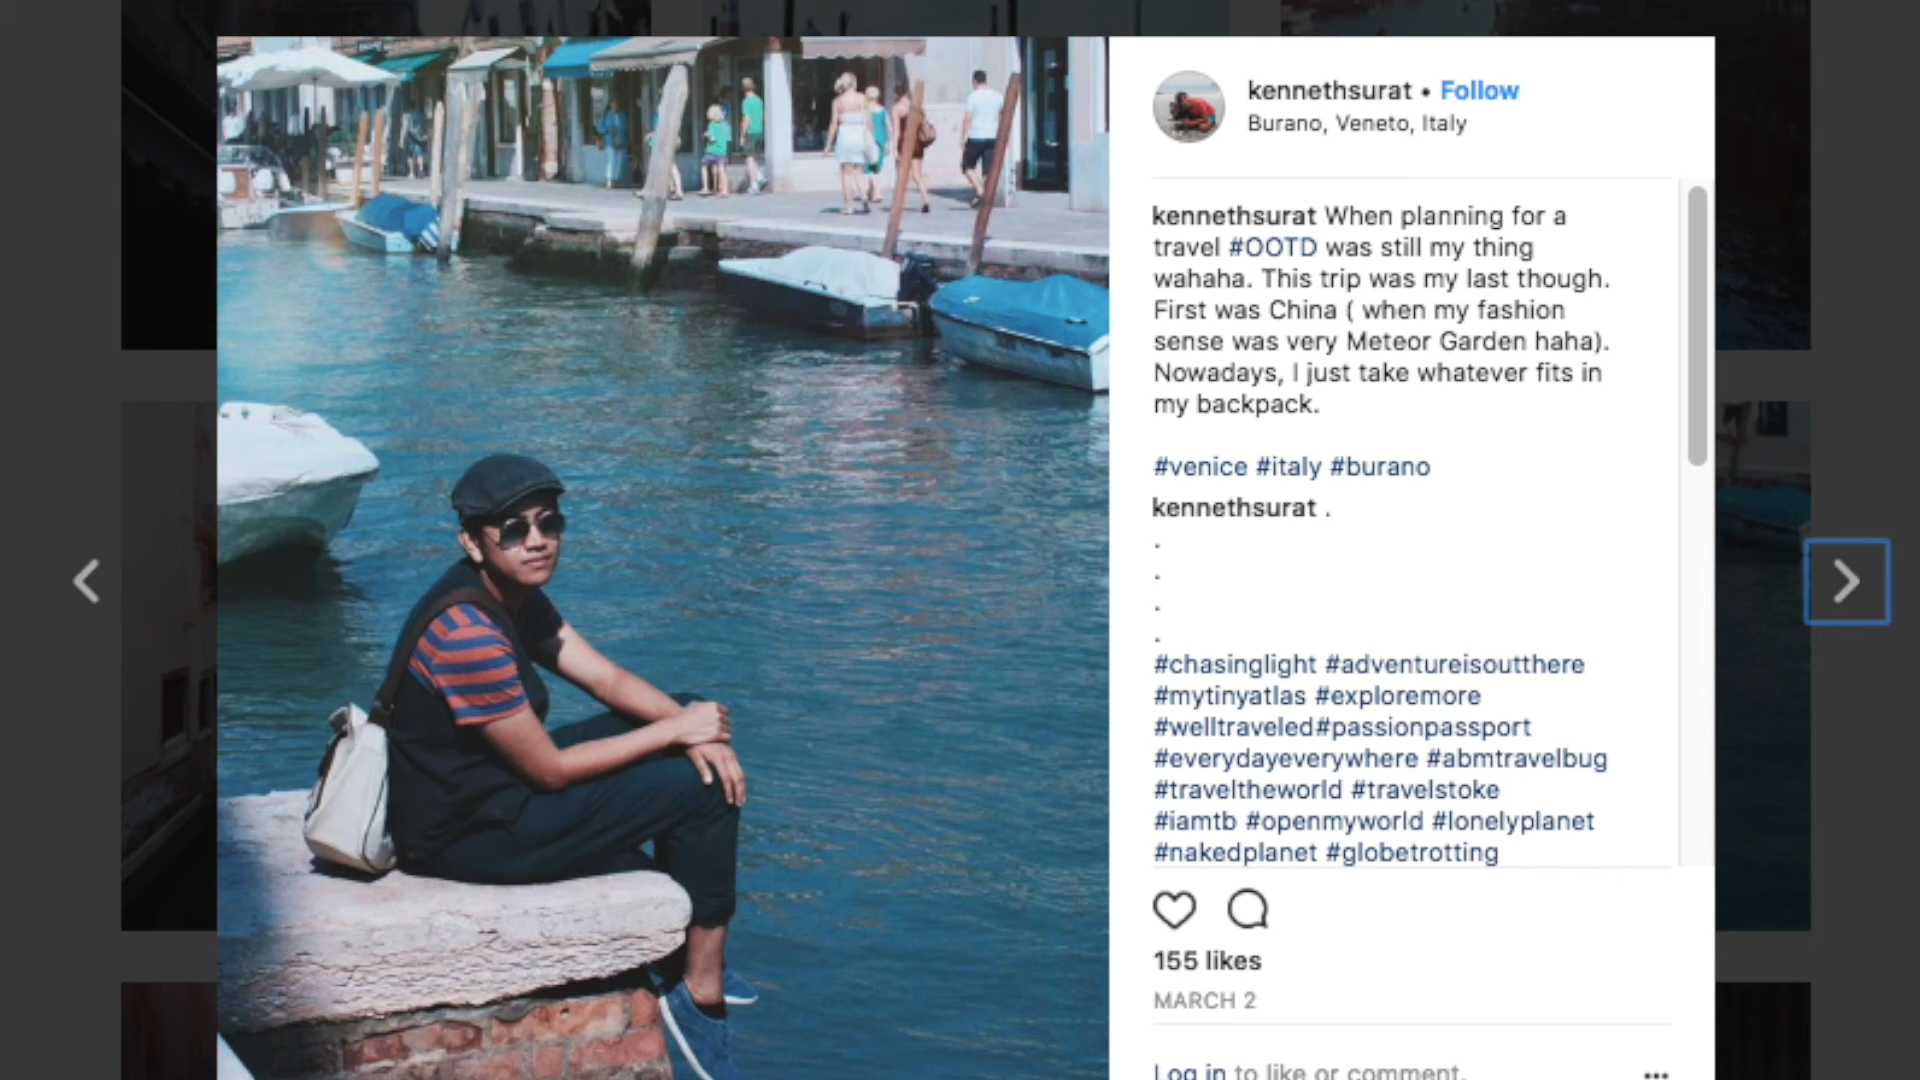 kennethsurat • Follow
Burano, Veneto, Italy
kennethsurat When planning for a
travel #OOTD was still my thing
wahaha. This trip was my last though.
First was China ( when my fashion
sense was very Meteor Garden haha).
Nowadays, I just take whatever fits in
my backpack.
#venice #italy #burano
kennethsurat .
.
.
.
.
#chasinglight #adventureisoutthere
#mytinyatlas #exploremore
#welltraveled#passionpassport
#everydayeverywhere #abmtravelbug
#traveltheworld #travelstoke
#iamtb #openmyworld #lonelyplanet
#nakedplanet #globetrotting
155 likes
MARCH 2
Log in to like or comment.